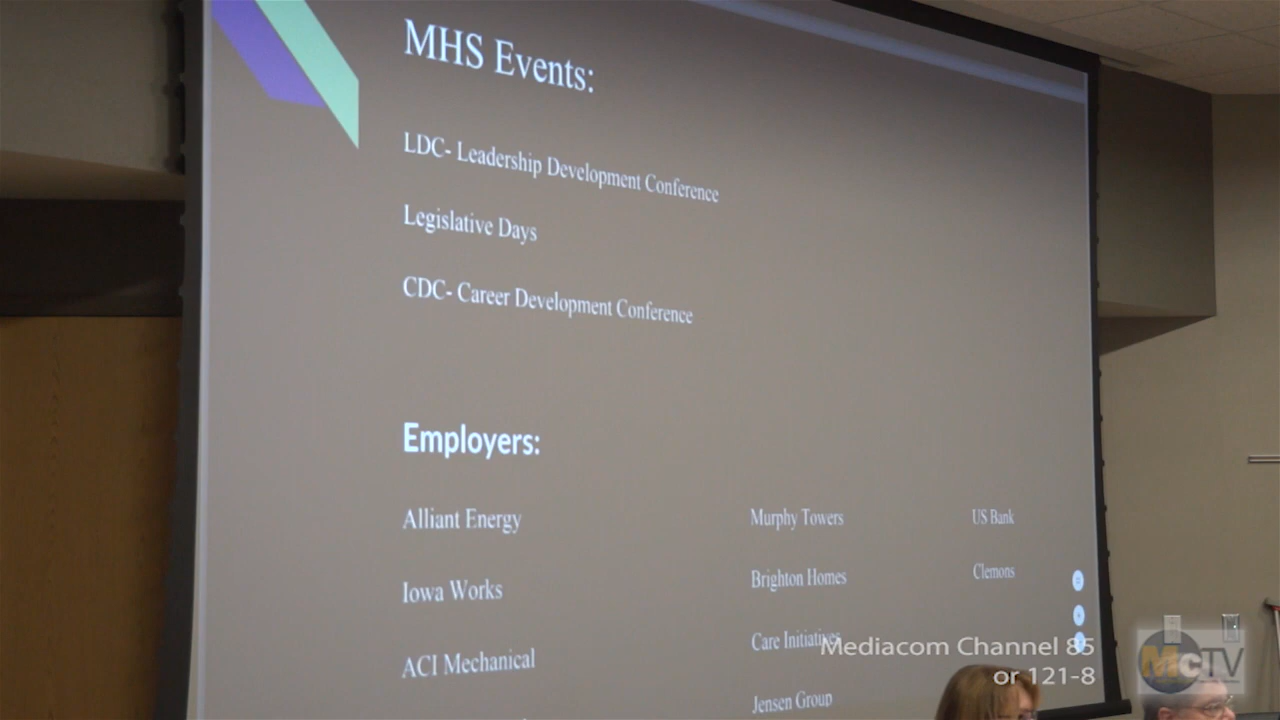 MHS Events:
LDC- Leadership Development Conference
Legislative Days
CDC- Career Development Conference
Employers:
Alliant Energy
Iowa Works
ACI Mechanical
Murphy Towers
Brighton Homes
Care Initiatives
Jensen Group
US Bank
Clemons
Mediacom Channel 85
or 121-8
McTV